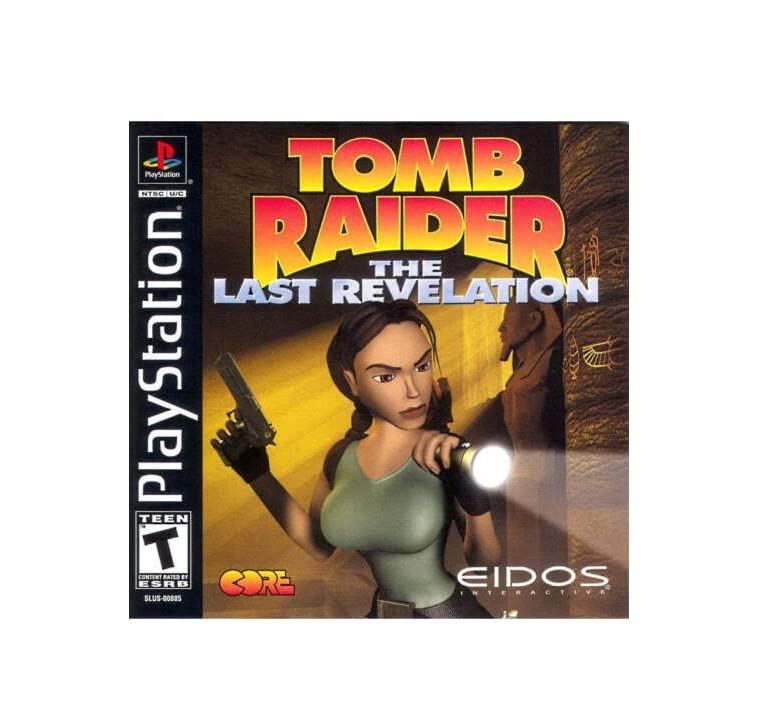 PlayStation
NTSC U/C
PlayStation
TOMB
RAIDER
THE
LAST REVELATION
TEEN
T
CONTENT RATED BY
ESRB
SLUS-00885
CORE
EIDOS
INTERACTIVE